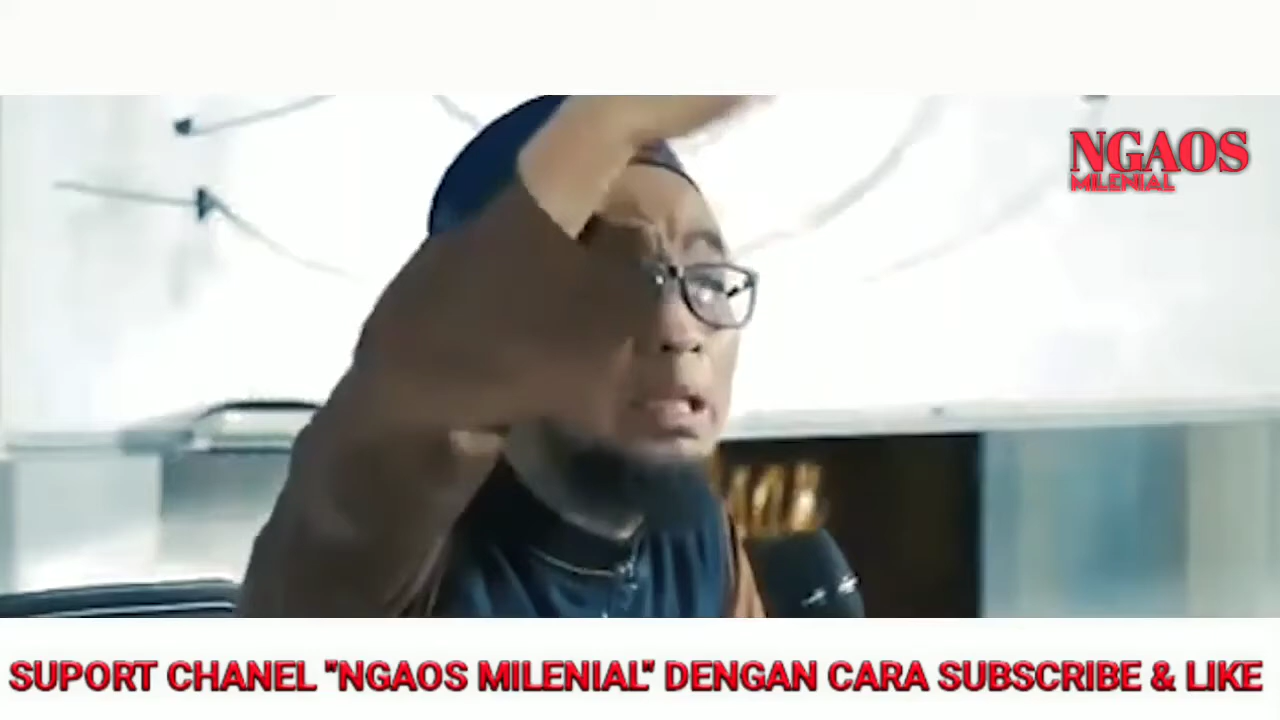 NGAOS
MILENIAL
SUPORT CHANEL "NGAOS MILENIAL" DENGAN CARA SUBSCRIBE & LIKE